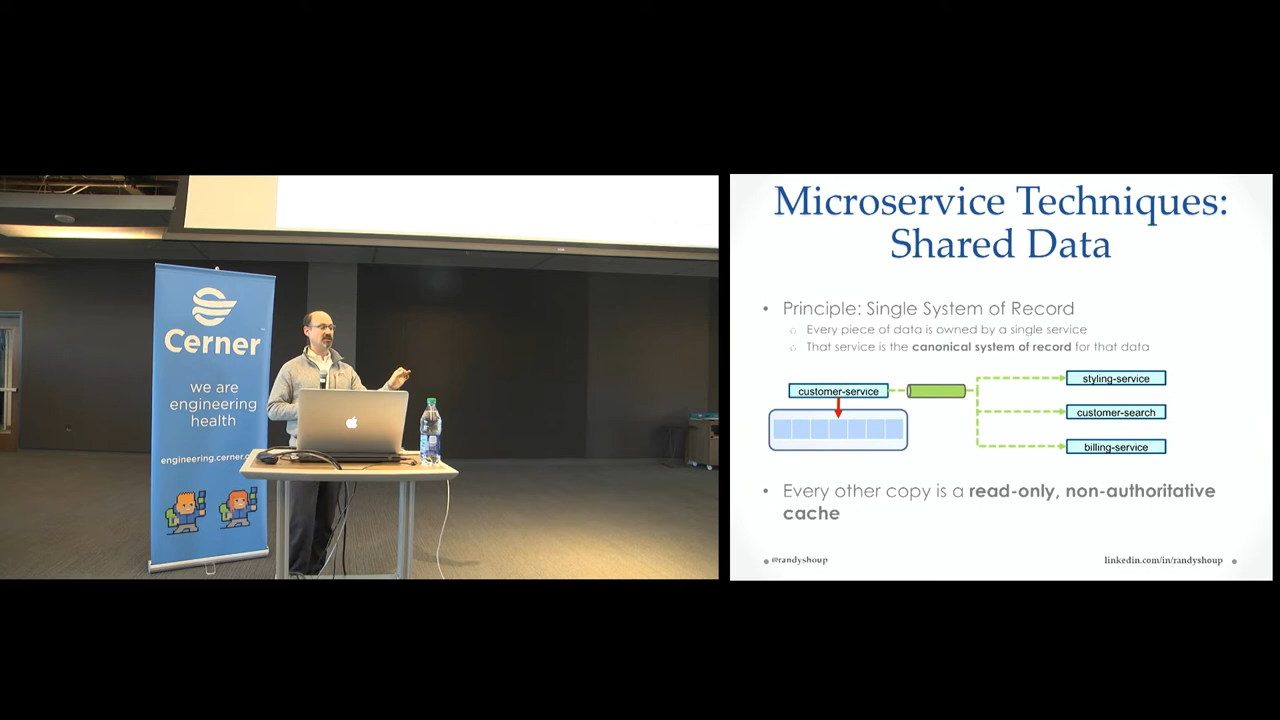 Cerner
we are
engineering
health
Microservice Techniques:
Shared Data
• Principle: Single System of Record
o Every piece of data is owned by a single service
o That service is the canonical system of record for that data
customer-service
styling-service
customer-search
billing-service
• Every other copy is a read-only, non-authoritative
cache
@randyshoup
linkedin.com/in/randyshoup